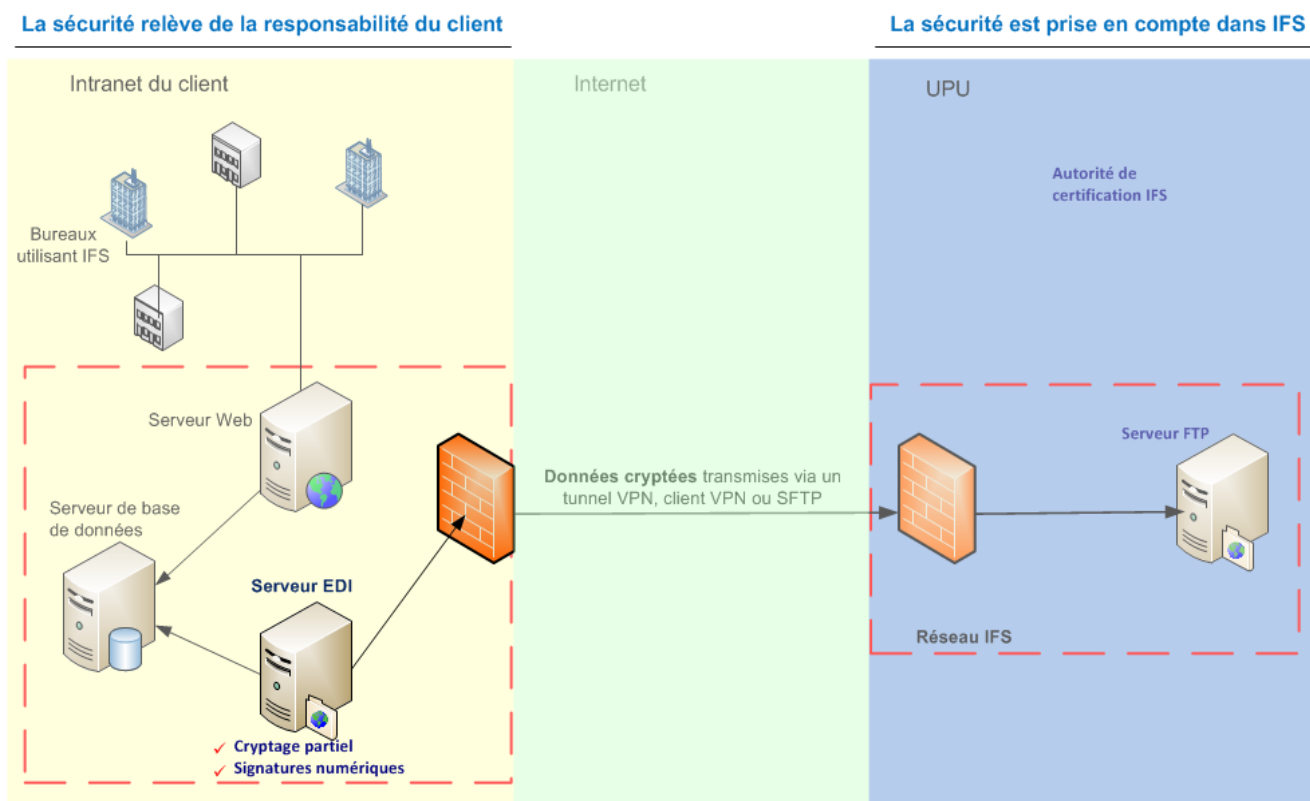 La sécurité relève de la responsabilité du client
La sécurité est prise en compte dans IFS
Intranet du client
Internet
UPU
Autorité de
certification IFS
Bureaux
utilisant IFS
Serveur Web
Serveur FTP
Données cryptées transmises via un
tunnel VPN, client VPN ou SFTP
Serveur de base
de données
Serveur EDI
Réseau IFS
✓ Cryptage partiel
✓ Signatures numériques